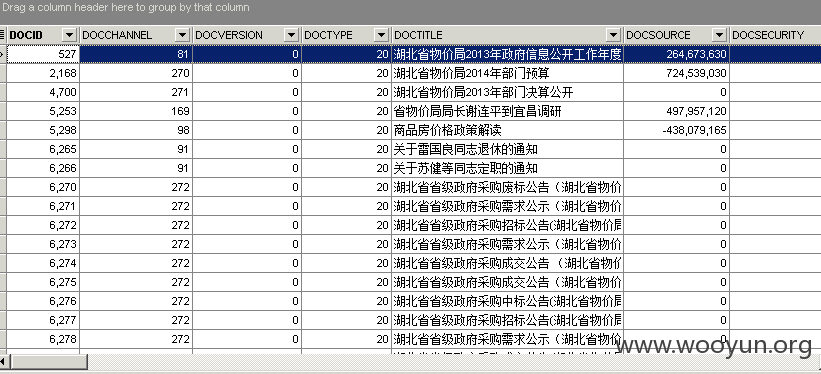 Drag a column header here to group by that column
DOCID DOCCHANNEL DOCVERSION DOCTYPE DOCTITLE DOCSOURCE DOCSECURITY
527 81 0 20 湖北省物价局2013年政府信息公开工作年度 264,673,630
2,168 270 0 20 湖北省物价局2014年部门预算 724,539,030
4,700 271 0 20 湖北省物价局2013年部门决算公开 0
5,253 169 0 20 省物价局局长谢连平到宜昌调研 497,957,120
5,298 98 0 20 商品房价格政策解读 -438,079,165
6,265 91 0 20 关于雷国良同志退休的通知 0
6,266 91 0 20 关于苏健等同志定职的通知 0
6,270 272 0 20 湖北省省级政府采购废标公告（湖北省物价 0
6,271 272 0 20 湖北省省级政府采购需求公示（湖北省物价 0
6,272 272 0 20 湖北省省级政府采购招标公告(湖北省物价局 0
6,273 272 0 20 湖北省省级政府采购需求公示（湖北省物价 0
6,274 272 0 20 湖北省省级政府采购成交公告 （湖北省物价 0
6,275 272 0 20 湖北省省级政府采购成交公告（湖北省物价 0
6,276 272 0 20 湖北省省级政府采购中标公告(湖北省物价局 0
6,277 272 0 20 湖北省省级政府采购招标公告(湖北省物价局 0
6,278 272 0 20 湖北省省级政府采购需求公示（湖北省物价 0
www.wooyun.org